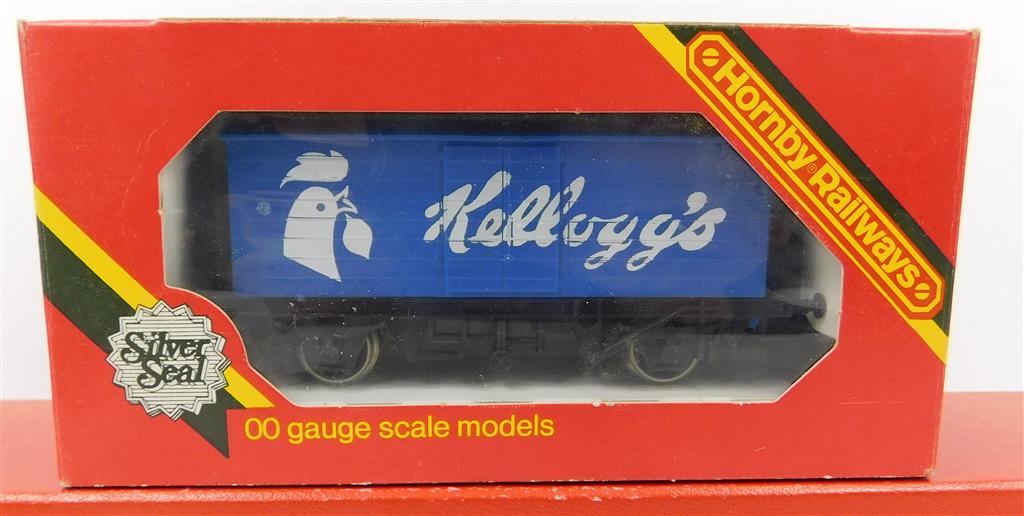 Hornby® Railways
Kellogg's
Silver
Seal
00 gauge scale models